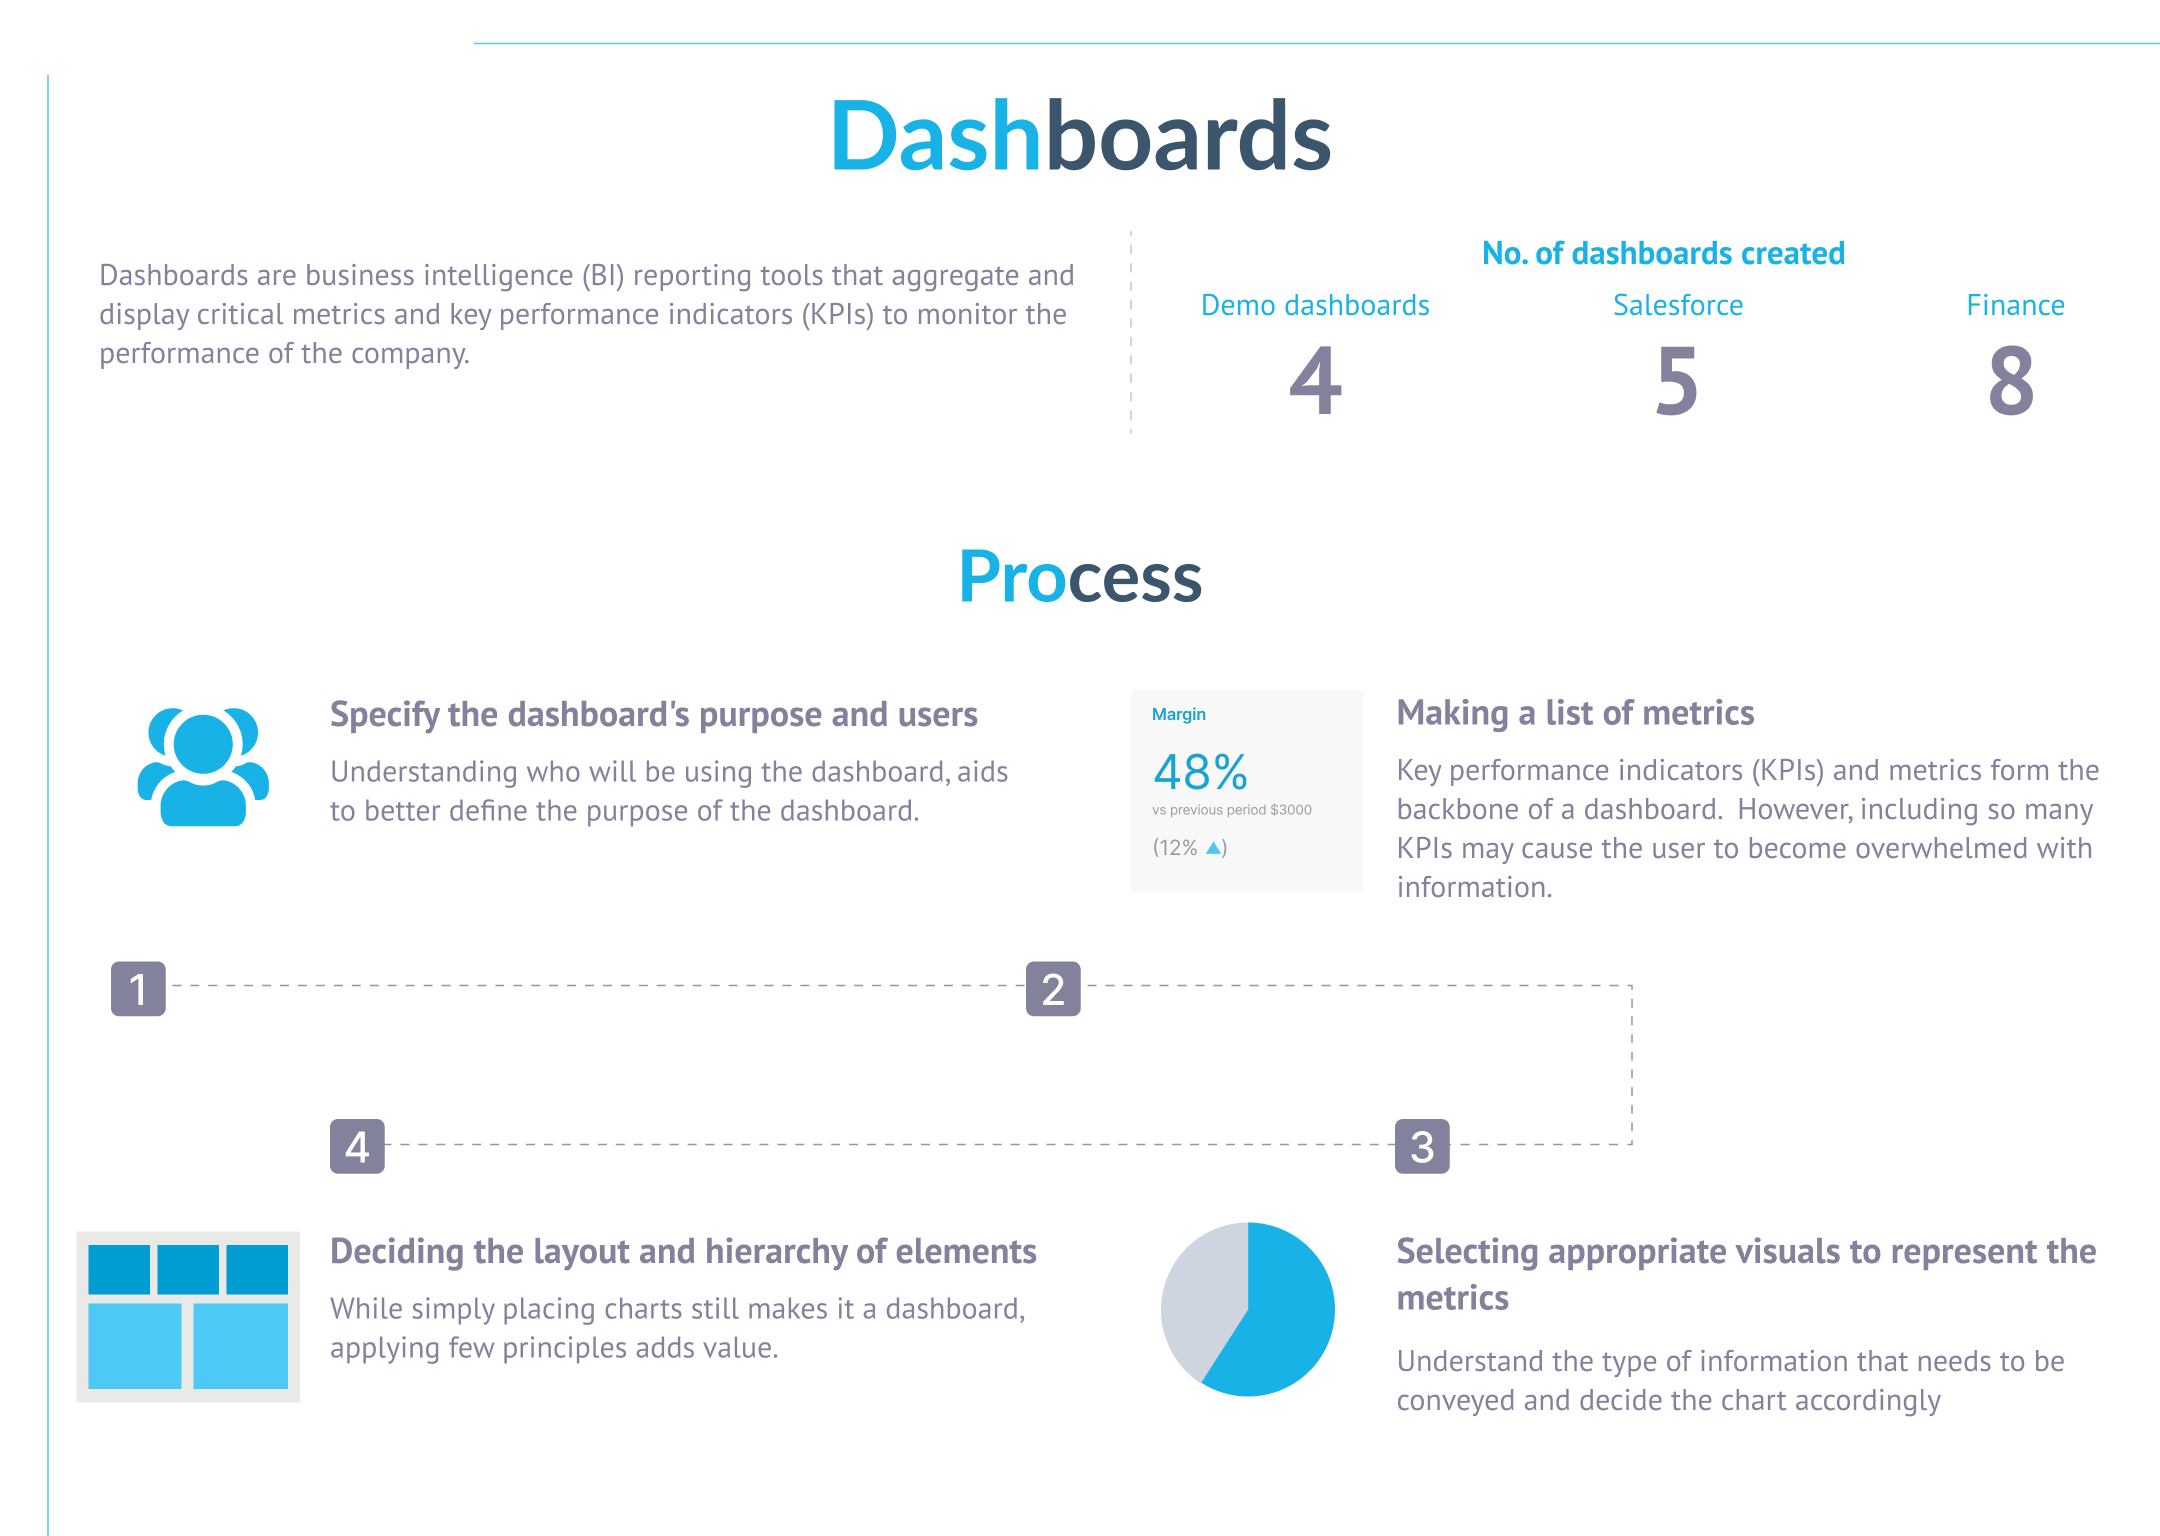 Dashboards
Dashboards are business intelligence (BI) reporting tools that aggregate and
display critical metrics and key performance indicators (KPIs) to monitor the
performance of the company.
No. of dashboards created
Demo dashboards
4
Salesforce
5
Finance
8
Process
Specify the dashboard's purpose and users
Understanding who will be using the dashboard, aids
to better define the purpose of the dashboard.
Margin
48%
vs previous period $3000
(12% ▲)
Making a list of metrics
Key performance indicators (KPIs) and metrics form the
backbone of a dashboard.  However, including so many
KPIs may cause the user to become overwhelmed with
information.
1
2
3
4
Selecting appropriate visuals to represent the
metrics
Understand the type of information that needs to be
conveyed and decide the chart accordingly
Deciding the layout and hierarchy of elements
While simply placing charts still makes it a dashboard,
applying few principles adds value.